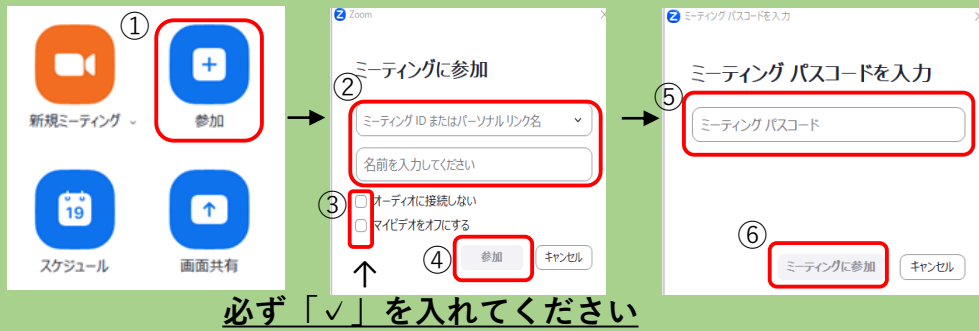 ①
新規ミーティング
参加
19
スケジュール
画面共有
Zoom
ミーティングに参加
②
ミーティング ID またはパーソナル リンク名
名前を入力してください
③
オーディオに接続しない
マイビデオをオフにする
④
参加
キャンセル
ミーティング パスコードを入力
ミーティング パスコードを入力
⑤
ミーティング パスコード
⑥
ミーティングに参加
キャンセル
必ず「✓」を入れてください